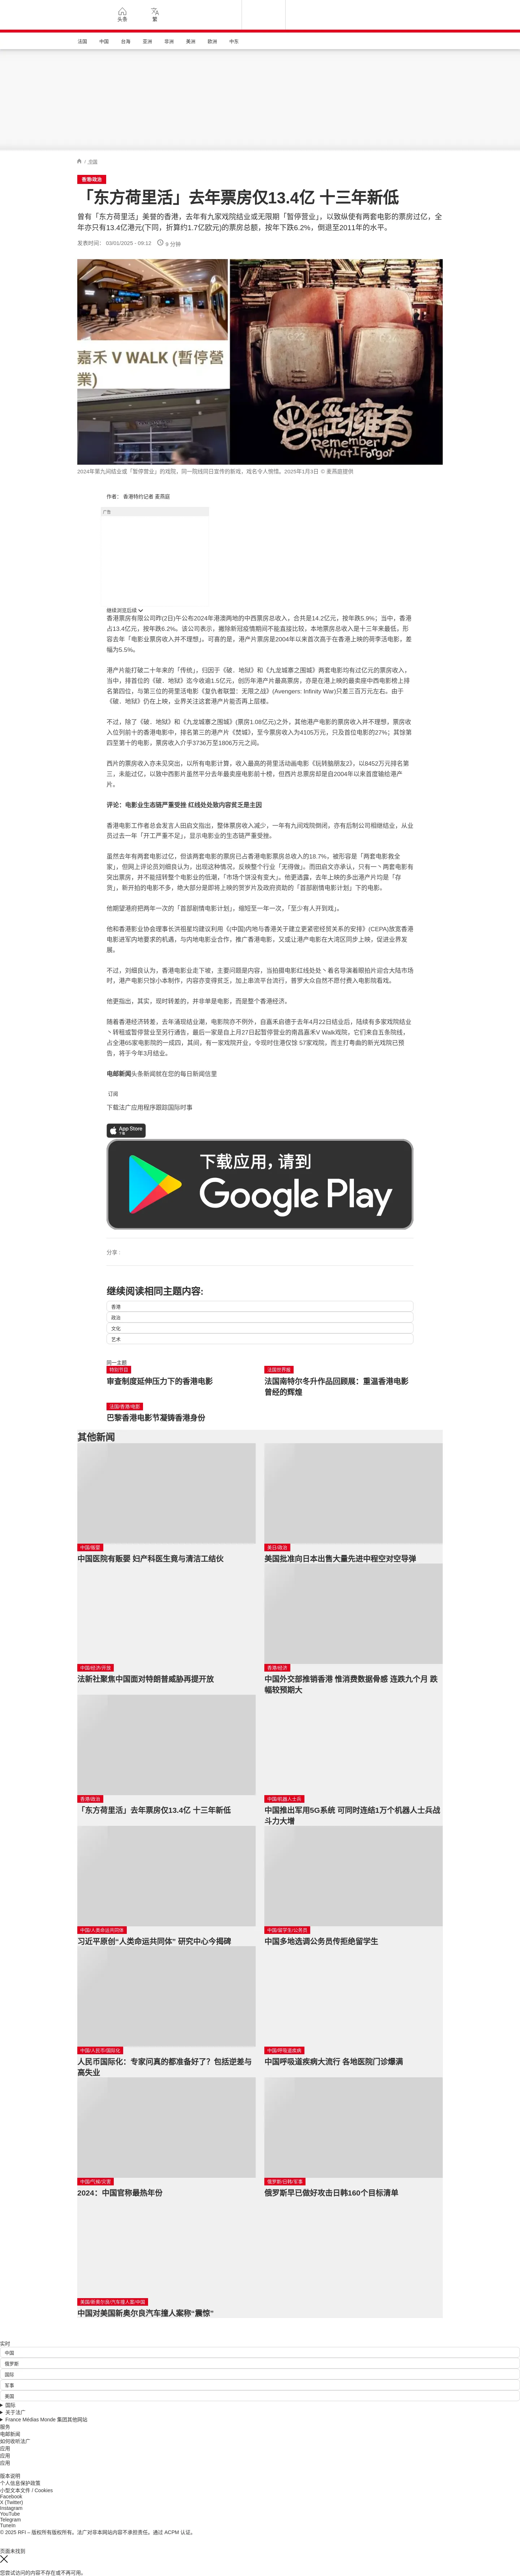 头条
繁
法国
中国
台海
亚洲
非洲
美洲
欧洲
中东
/ 中国
香港/政治
「东方荷里活」去年票房仅13.4亿 十三年新低
曾有「东方荷里活」美誉的香港，去年有九家戏院结业或无限期「暂停营业」，以致纵使有两套电影的票房过亿，全
年亦只有13.4亿港元(下同，折算约1.7亿欧元)的票房总额，按年下跌6.2%，倒退至2011年的水平。
发表时间： 03/01/2025 - 09:12
9 分钟
嘉禾 V WALK (暫停營
業)
Remember
What I Forgot
2024年第九间结业或「暂停营业」的戏院，同一院线同日宣传的新戏，戏名令人惋惜。2025年1月3日 © 麦燕庭提供
作者： 香港特约记者 麦燕庭
广告
继续浏览后续
香港票房有限公司昨(2日)午公布2024年港澳两地的中西票房总收入，合共是14.2亿元，按年跌5.9%；当中，香港
占13.4亿元，按年跌6.2%。该公司表示，撇除新冠疫情期间不能直接比较，本地票房总收入是十三年来最低，形
容去年「电影业票房收入并不理想」，可喜的是，港产片票房是2004年以来首次高于在香港上映的荷李活电影，差
幅为5.5%。
港产片能打破二十年来的「传统」，归因于《破．地狱》和《九龙城寨之围城》两套电影均有过亿元的票房收入，
当中，排首位的《破．地狱》迄今收逾1.5亿元，创历年港产片最高票房，亦是在港上映的最卖座中西电影榜上排
名第四位，与第三位的荷里活电影《复仇者联盟：无限之战》(Avengers: Infinity War)只差三百万元左右。由于
《破．地狱》仍在上映，业界关注这套港产片能否再上层楼。
不过，除了《破．地狱》和《九龙城寨之围城》(票房1.08亿元)之外，其他港产电影的票房收入并不理想。票房收
入位列前十的香港电影中，排名第三的港产片《焚城》，至今票房收入为4105万元，只及首位电影的27%；其馀第
四至第十的电影，票房收入介乎3736万至1806万元之间。
西片的票房收入亦未见突出，以所有电影计算，收入最高的荷里活动画电影《玩转脑朋友2》，以8452万元排名第
三，未能过亿，以致中西影片虽然平分去年最卖座电影前十榜，但西片总票房却是自2004年以来首度输给港产
片。
评论：电影业生态链严重受挫 红线处处致内容贫乏是主因
香港电影工作者总会发言人田启文指出，整体票房收入减少，一年有九间戏院倒闭，亦有后制公司相继结业，从业
员过去一年「开工严重不足」，显示电影业的生态链严重受挫。
虽然去年有两套电影过亿，但该两套电影的票房已占香港电影票房总收入的18.7%，被形容是「两套电影救全
家」，但网上评论员刘细良认为，出现这种情况，反映整个行业「无得做」。而田启文亦承认，只有一丶两套电影有
突出票房，并不能扭转整个电影业的低潮，「市场个饼没有变大」。他更透露，去年上映的多出港产片均是「存
货」，新开拍的电影不多，绝大部分是即将上映的贺岁片及政府资助的「首部剧情电影计划」下的电影。
他期望港府把两年一次的「首部剧情电影计划」，缩短至一年一次，「至少有人开到戏」。
他和香港影业协会理事长洪祖星均建议利用《(中国)内地与香港关于建立更紧密经贸关系的安排》(CEPA)放宽香港
电影进军内地要求的机遇，与内地电影业合作，推广香港电影，又或让港产电影在大湾区同步上映，促进业界发
展。
不过，刘细自认为，香港电影业走下坡，主要问题是内容，当拍摄电影红线处处丶着名导演着眼拍片迎合大陆市场
时，港产电影只馀小本制作，内容亦变得贫乏，加上串流平台流行，普罗大众自然不愿付费入电影院看戏。
他更指出，其实，现时转差的，并非单是电影，而是整个香港经济。
随着香港经济转差，去年涌现结业潮，电影院亦不例外，自嘉禾启德于去年4月22日结业后，陆续有多家戏院结业
丶转租或暂停营业至另行通告，最后一家是自上月27日起暂停营业的南昌嘉禾V Walk戏院，它们来自五条院线，
占全港65家电影院的一成四，其间，有一家戏院开业，令现时住港仅馀 57家戏院，而主打粤曲的新光戏院已预
告，将于今年3月结业。
电邮新闻头条新闻就在您的每日新闻信里
订阅
下载法广应用程序跟踪国际时事
App Store
下载
下载应用，请到
Google Play
分享 :
继续阅读相同主题内容:
香港
政治
文化
艺术
同一主题
特别节目
审查制度延伸压力下的香港电影
法国世界报
法国南特尔冬升作品回顾展：重温香港电影
曾经的辉煌
法国/香港/电影
巴黎香港电影节凝铸香港身份
其他新闻
中国/贩婴
中国医院有贩婴 妇产科医生竟与清洁工结伙
美日/政治
美国批准向日本出售大量先进中程空对空导弹
中国/经济/开放
法新社聚焦中国面对特朗普威胁再提开放
香港/经济
中国外交部推销香港 惟消费数据骨感 连跌九个月 跌
幅较预期大
香港/政治
「东方荷里活」去年票房仅13.4亿 十三年新低
中国/机器人士兵
中国推出军用5G系统 可同时连结1万个机器人士兵战
斗力大增
中国/人类命运共同体
习近平原创“人类命运共同体” 研究中心今揭碑
中国/留学生/公务员
中国多地选调公务员传拒绝留学生
中国/人民币/国际化
人民币国际化：专家问真的都准备好了？包括逆差与
高失业
中国/呼吸道疾病
中国呼吸道疾病大流行 各地医院门诊爆满
中国/气候/灾害
2024：中国官称最热年份
俄罗斯/日韩/军事
俄罗斯早已做好攻击日韩160个目标清单
美国/新奥尔良/汽车撞人案/中国
中国对美国新奥尔良汽车撞人案称“震惊”
实时
中国
俄罗斯
国际
军事
美国
国际
关于法广
France Médias Monde 集团其他网站
服务
电邮新闻
如何收听法广
应用
应用
应用
版本说明
个人信息保护政策
小型文本文件 / Cookies
Facebook
X (Twitter)
Instagram
YouTube
Telegram
TuneIn
© 2025 RFI – 版权所有版权所有。法广对非本网站内容不承担责任。通过 ACPM 认证。
页面未找到
您尝试访问的内容不存在或不再可用。